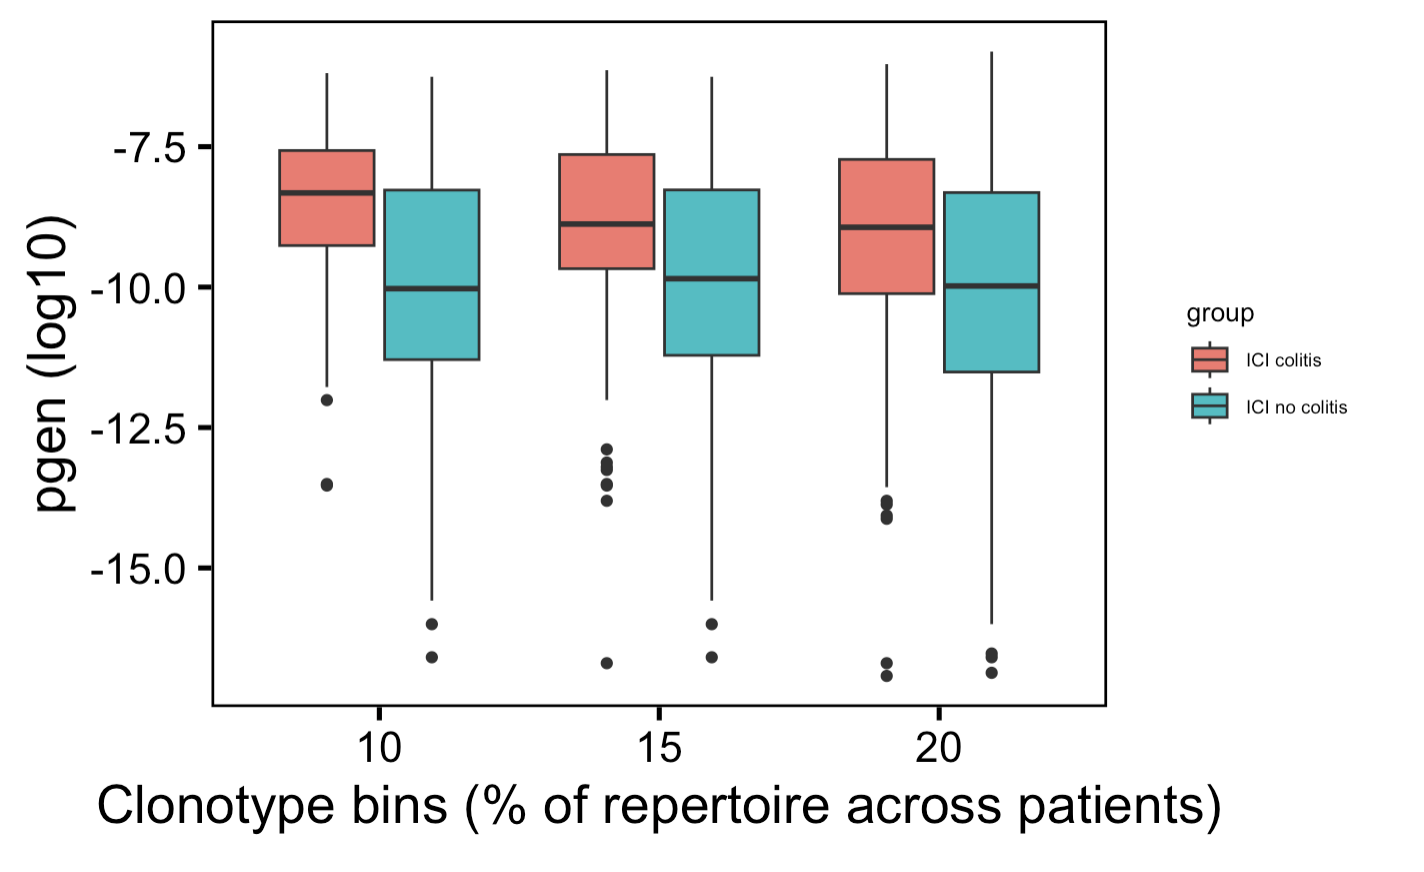 pgen (log10)
-7.5
-10.0
-12.5
-15.0
10 15 20
Clonotype bins (% of repertoire across patients)
group
ICI colitis
ICI no colitis